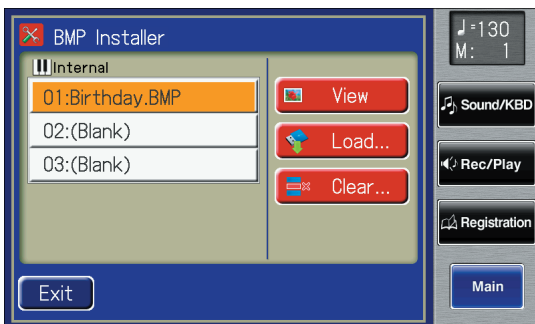 BMP Installer
Internal
01:Birthday.BMP
02:(Blank)
03:(Blank)
View
Load...
Clear...
Exit
♩=130
M: 1
Sound/KBD
Rec/Play
Registration
Main